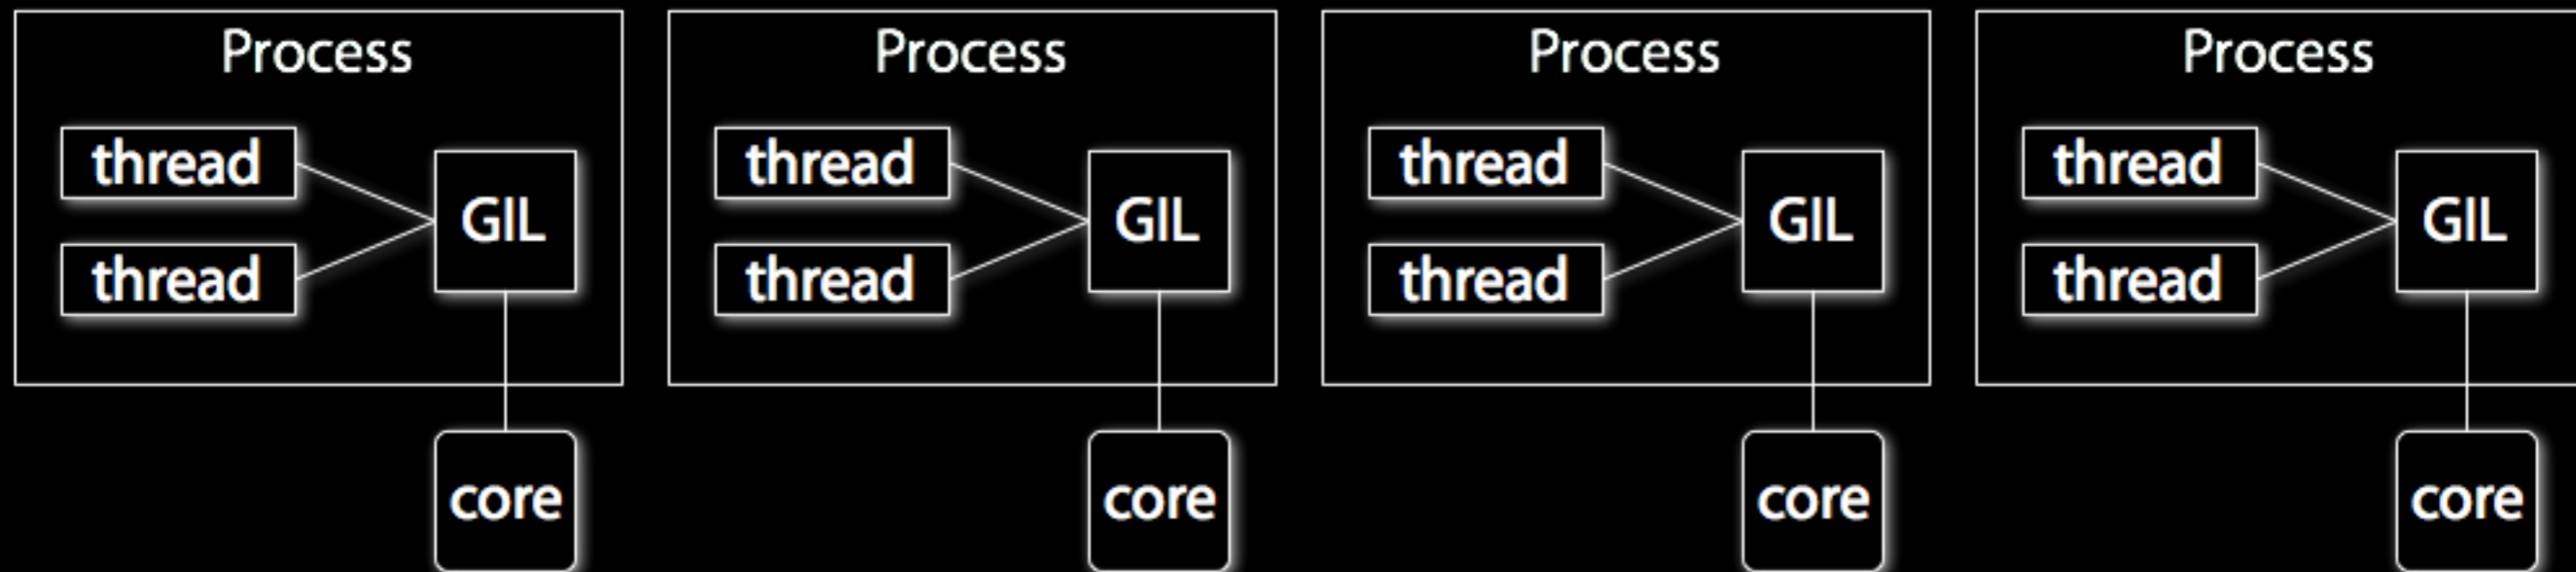 Process
thread
thread
GIL
core
Process
thread
thread
GIL
core
Process
thread
thread
GIL
core
Process
thread
thread
GIL
core